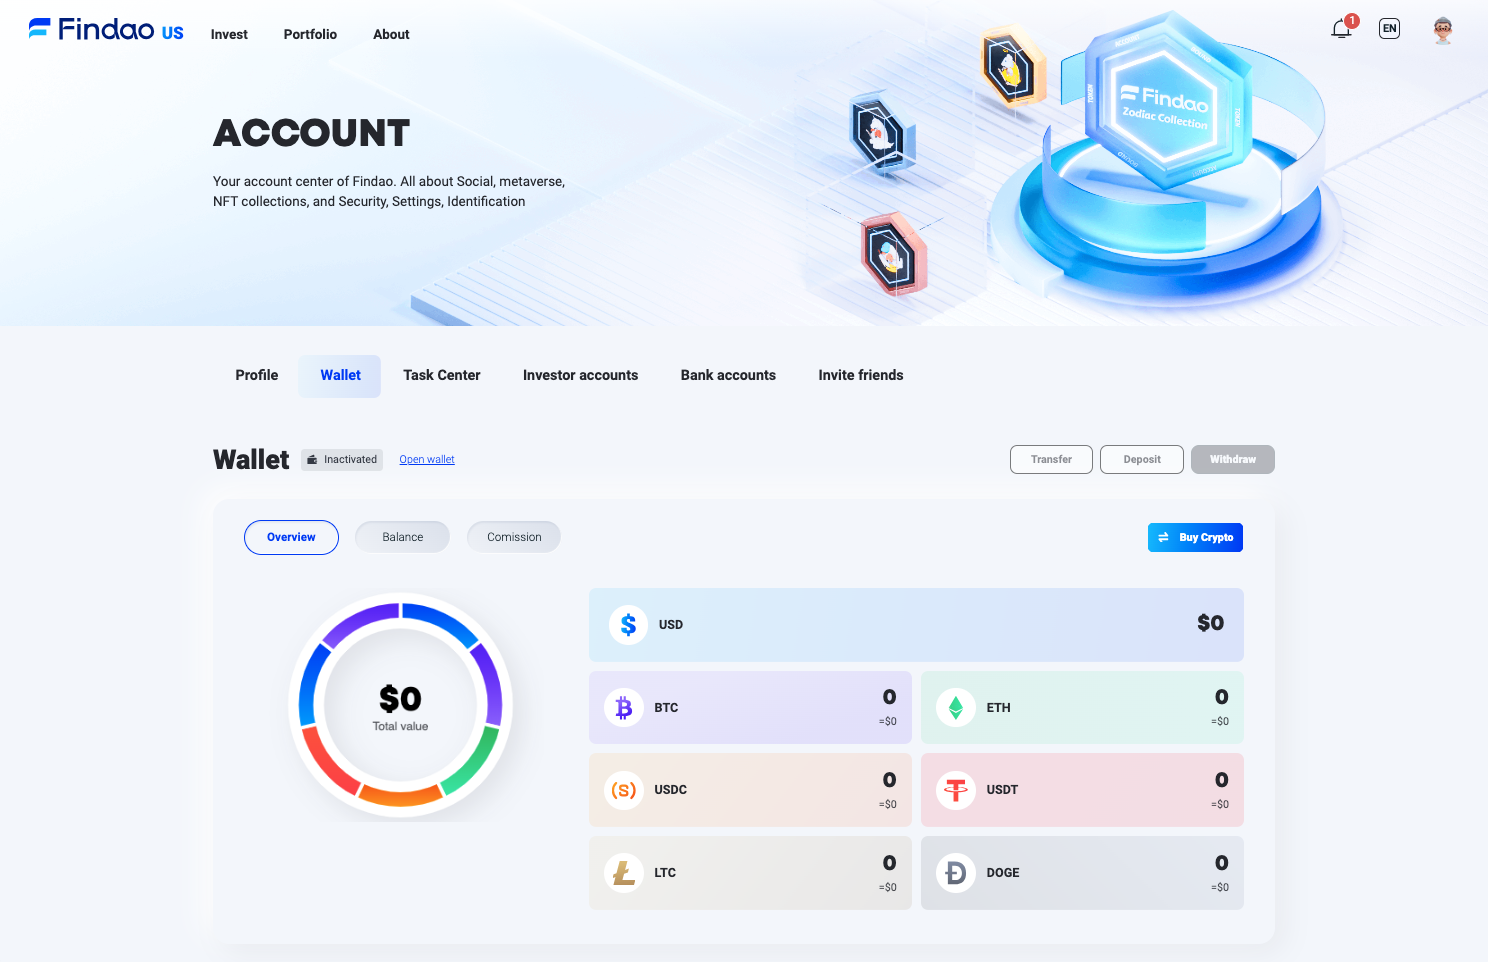 Findao US
Invest
Portfolio
About
1
EN
ACCOUNT
Your account center of Findao. All about Social, metaverse,
NFT collections, and Security, Settings, Identification
Findao
Zodiac Collection
Profile
Wallet
Task Center
Investor accounts
Bank accounts
Invite friends
Wallet
Inactivated
Open wallet
Transfer
Deposit
Withdraw
Overview
Balance
Comission
Buy Crypto
$0
Total value
USD
$0
BTC
0
=$0
ETH
0
=$0
USDC
0
=$0
USDT
0
=$0
LTC
0
=$0
DOGE
0
=$0